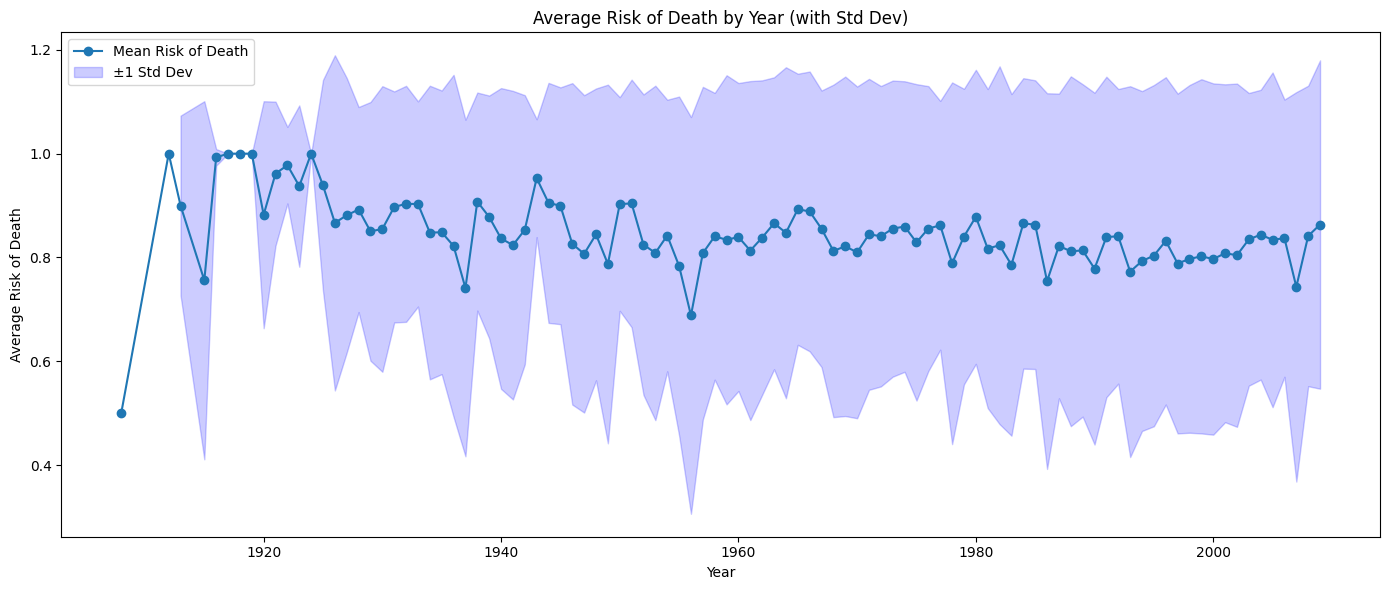 Average Risk of Death by Year (with Std Dev)
Mean Risk of Death
±1 Std Dev
Average Risk of Death
1.2
1.0
0.8
0.6
0.4
1920
1940
1960
1980
2000
Year